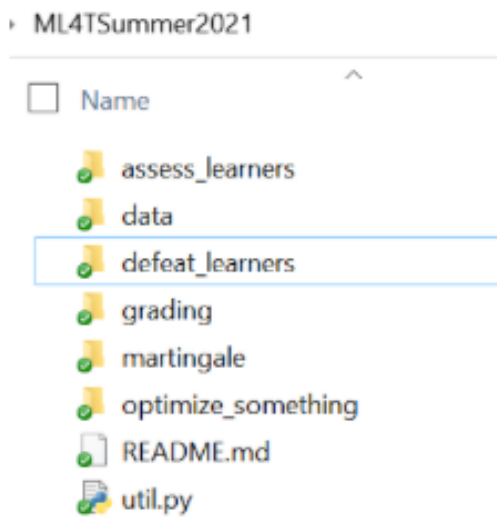 ML4TSummer2021
Name
assess_learners
data
defeat_learners
grading
martingale
optimize_something
README.md
util.py